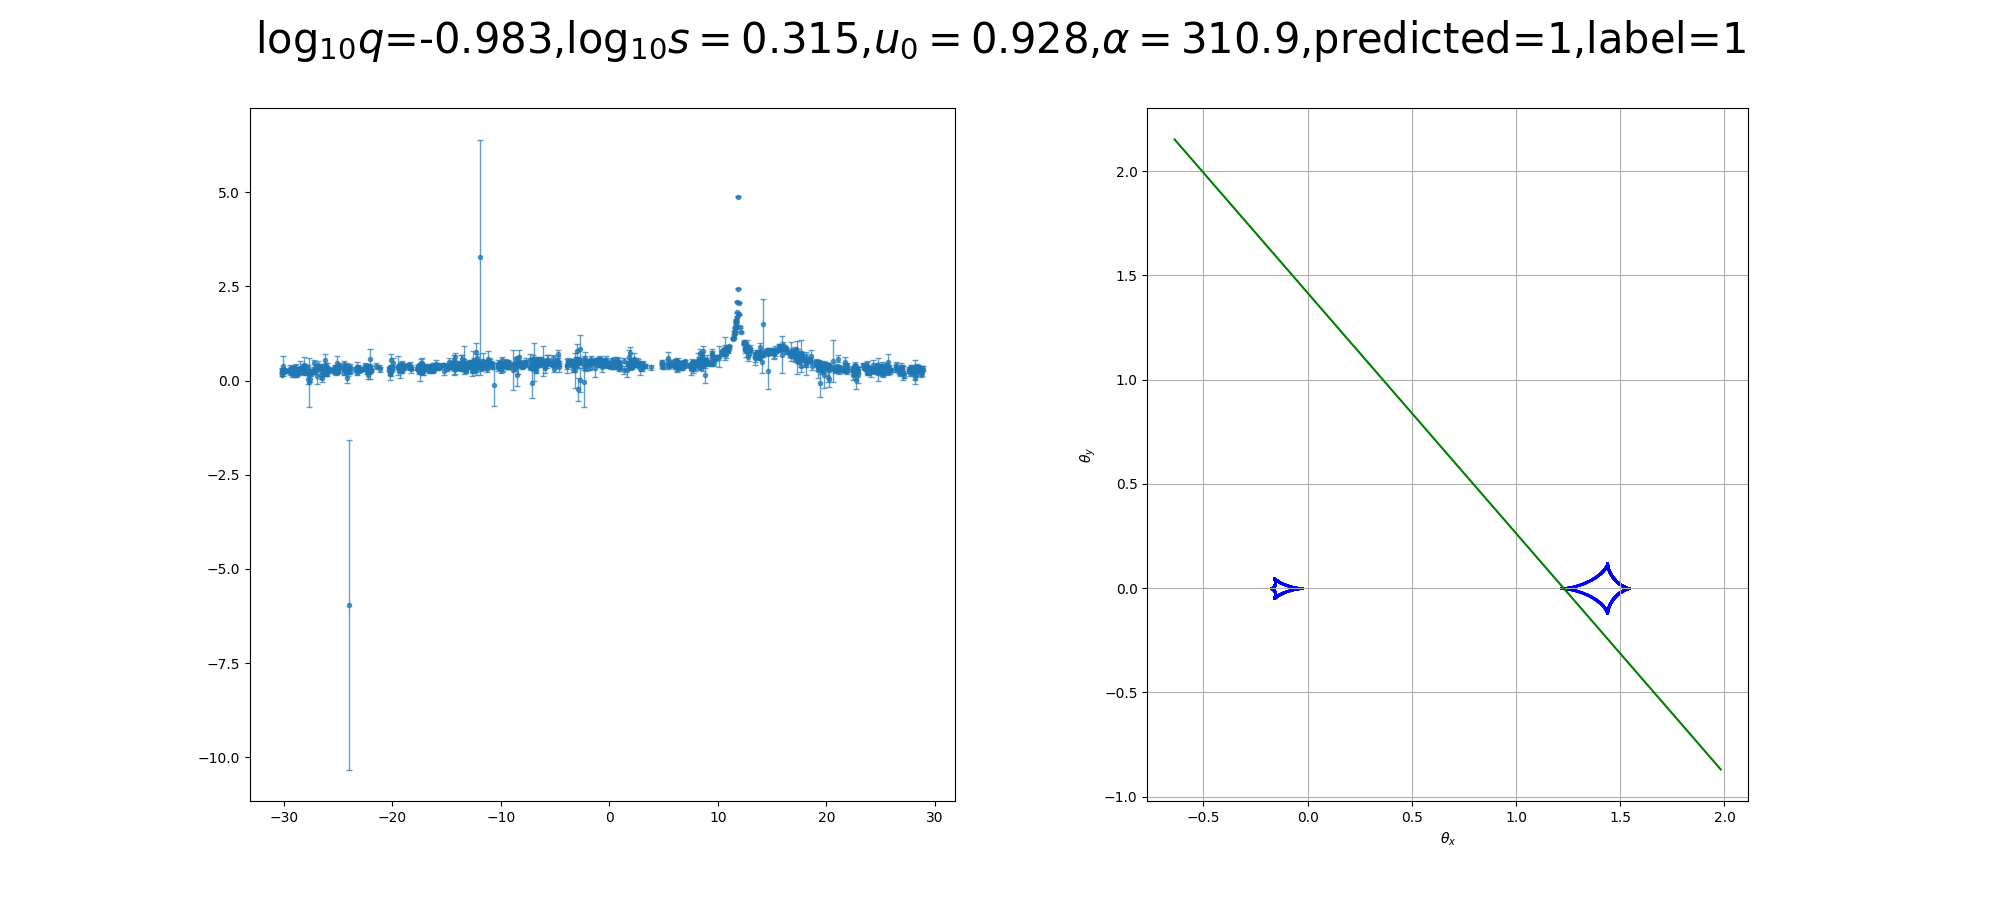 log₁₀q=-0.983,log₁₀s = 0.315,u₀ = 0.928,α = 310.9,predicted=1,label=1
5.0
2.5
0.0
−2.5
−5.0
−7.5
−10.0
−30 −20 −10 0 10 20 30
2.0
1.5
1.0
0.5
0.0
−0.5
−1.0
θy
−0.5 0.0 0.5 1.0 1.5 2.0
θx